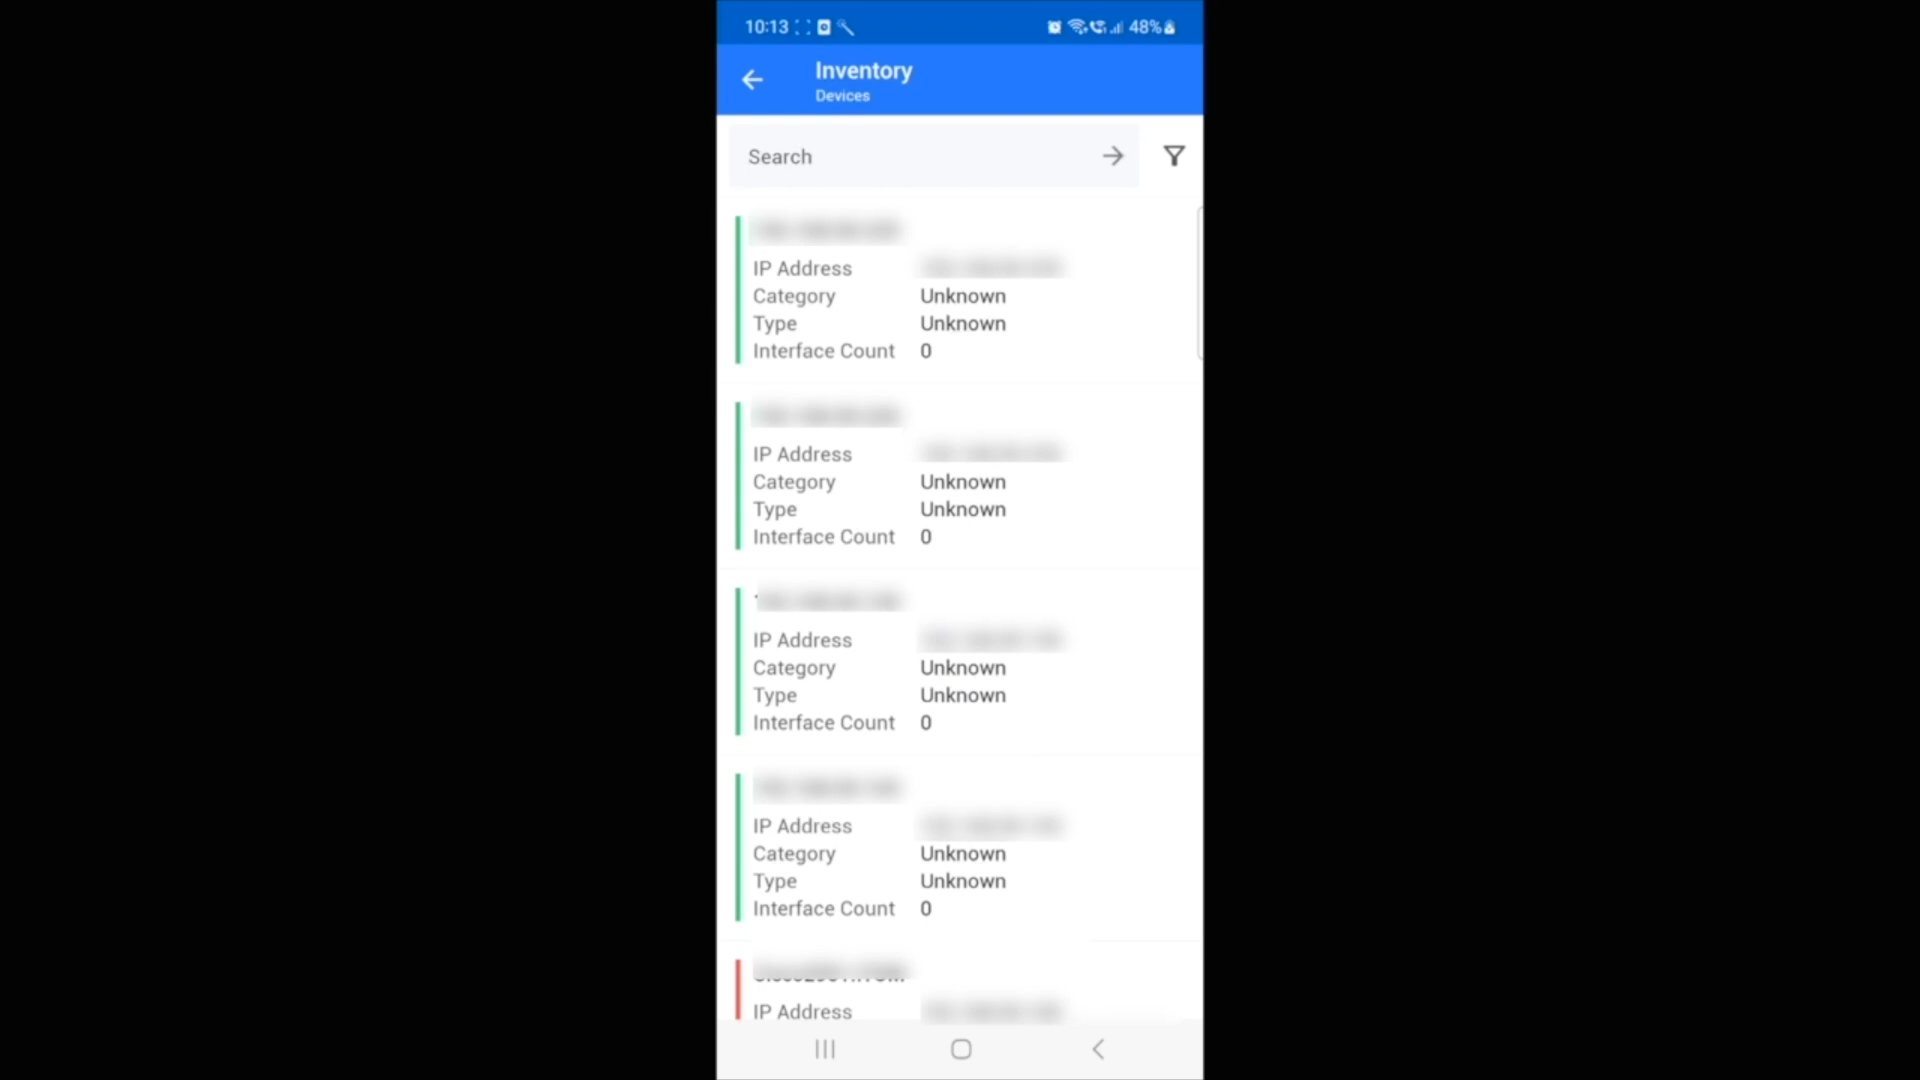 10:13 48%
Inventory
Devices
Search
IP Address
Category Unknown
Type Unknown
Interface Count 0
IP Address
Category Unknown
Type Unknown
Interface Count 0
IP Address
Category Unknown
Type Unknown
Interface Count 0
IP Address
Category Unknown
Type Unknown
Interface Count 0
IP Address